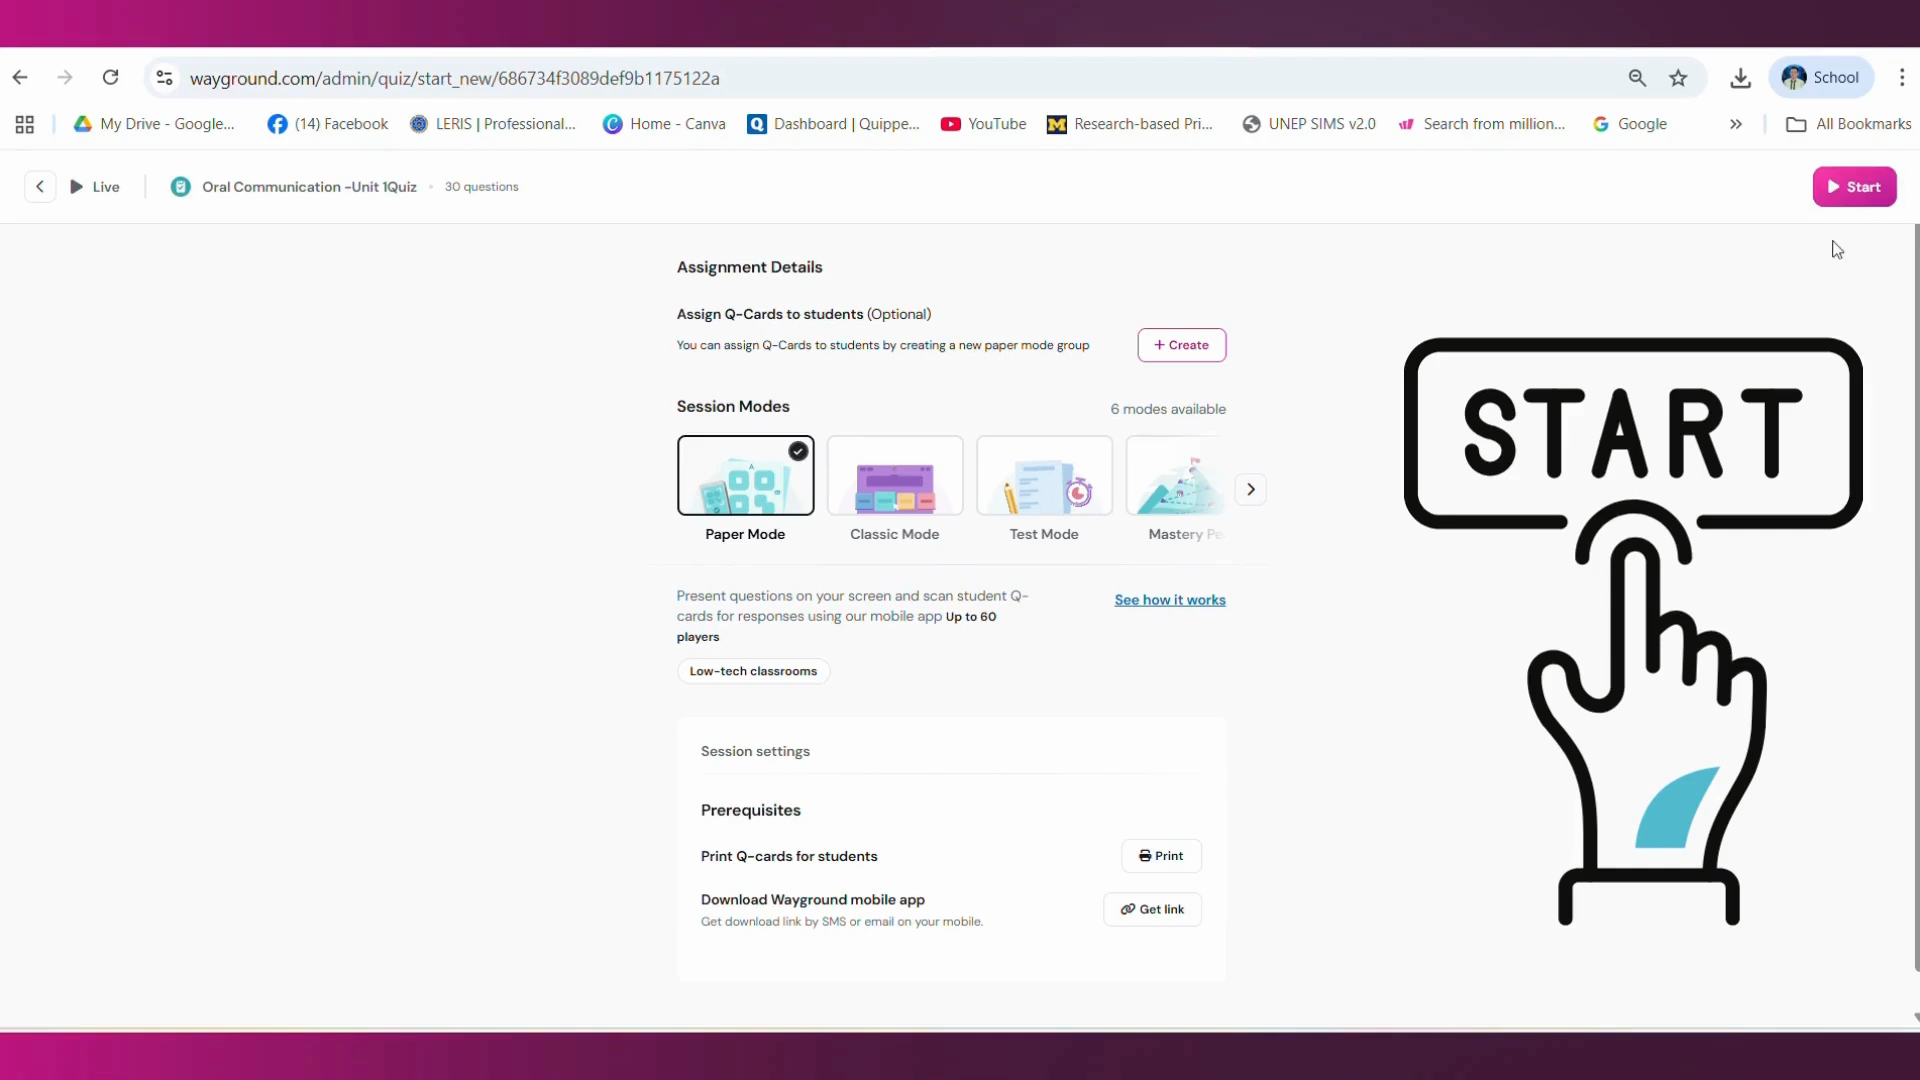 wayground.com/admin/quiz/start_new/686734f3089def9b1175122a
School
My Drive - Google...
(14) Facebook
LERIS | Professional...
Home - Canva
Dashboard | Quippe...
YouTube
Research-based Pri...
UNEP SIMS v2.0
Search from million...
Google
All Bookmarks
Live
Oral Communication -Unit 1Quiz
30 questions
Start
Assignment Details
Assign Q-Cards to students (Optional)
You can assign Q-Cards to students by creating a new paper mode group
+ Create
Session Modes
6 modes available
START
Paper Mode
Classic Mode
Test Mode
Mastery Pe
Present questions on your screen and scan student Q-
cards for responses using our mobile app Up to 60
players
See how it works
Low-tech classrooms
Session settings
Prerequisites
Print Q-cards for students
Print
Download Wayground mobile app
Get download link by SMS or email on your mobile.
Get link